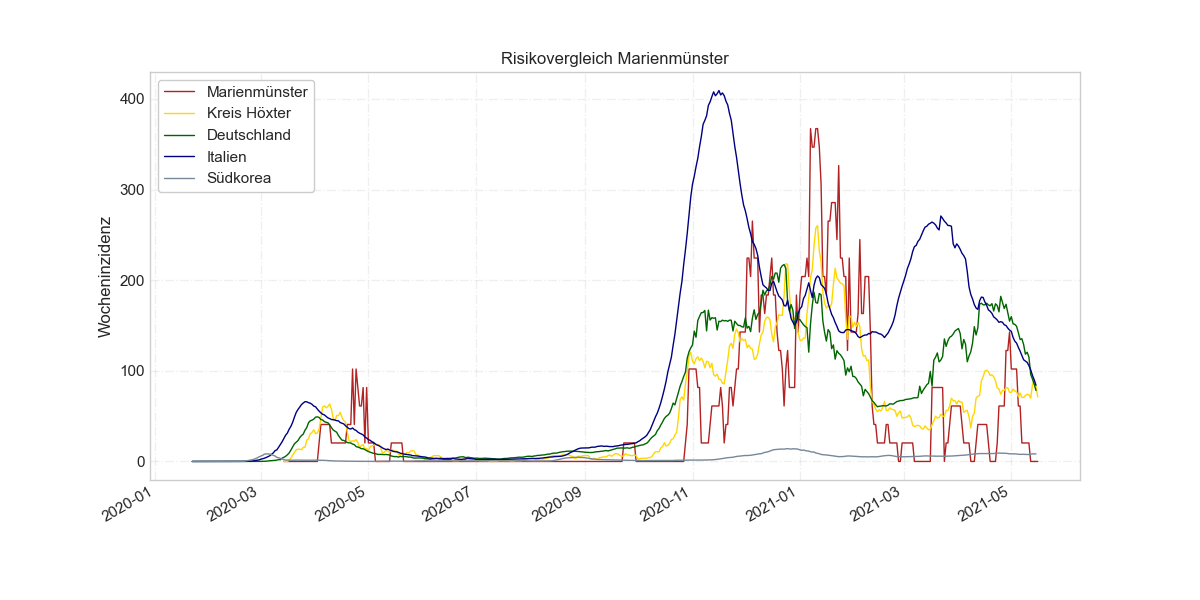 Risikovergleich Marienmünster
Marienmünster
Kreis Höxter
Deutschland
Italien
Südkorea
Wocheninzidenz
400
300
200
100
0
2020-01
2020-03
2020-05
2020-07
2020-09
2020-11
2021-01
2021-03
2021-05